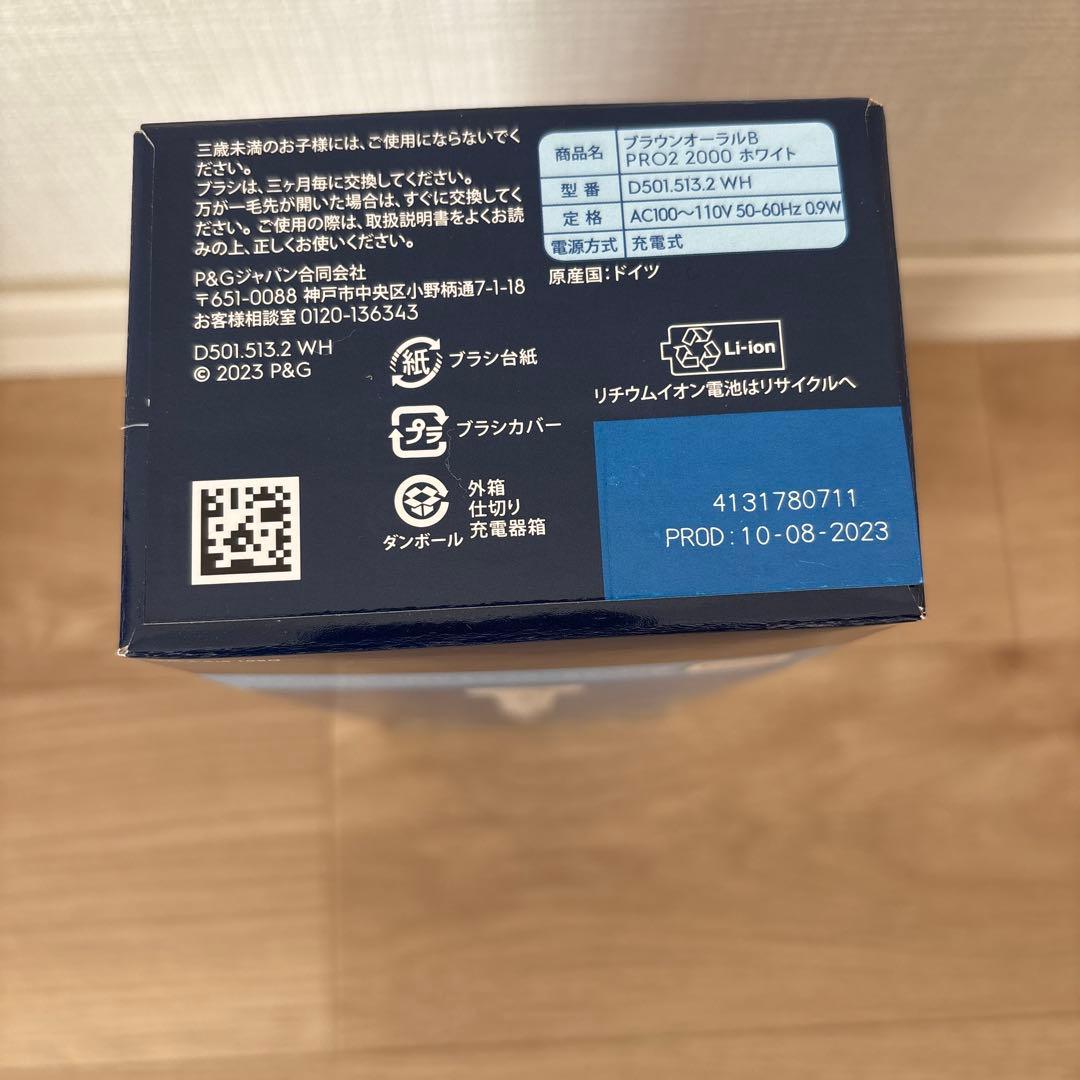 三歳未満のお子様には、ご使用にならないでく
ださい。
ブラシは、三ヶ月毎に交換してください。
万が一毛先が開いた場合は、すぐに交換してく
ださい。ご使用の際は、取扱説明書をよくお読
みの上、正しくお使いください。
P&Gジャパン合同会社
〒651-0088 神戸市中央区小野柄通7-1-18
お客様相談室 0120-136343
D501.513.2 WH
© 2023 P&G
商品名 ブラウンオーラルB
PRO2 2000 ホワイト
型番 D501.513.2 WH
定格 AC100～110V 50-60Hz 0.9W
電源方式 充電式
原産国：ドイツ
紙 ブラシ台紙
プラ ブラシカバー
外箱
仕切り
充電器箱
ダンボール
Li-ion
リチウムイオン電池はリサイクルへ
4131780711
PROD: 10-08-2023